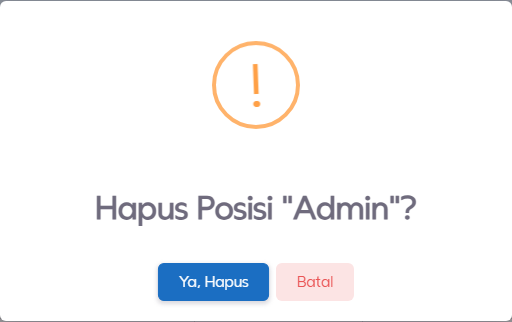 Hapus Posisi "Admin"?
Ya, Hapus
Batal